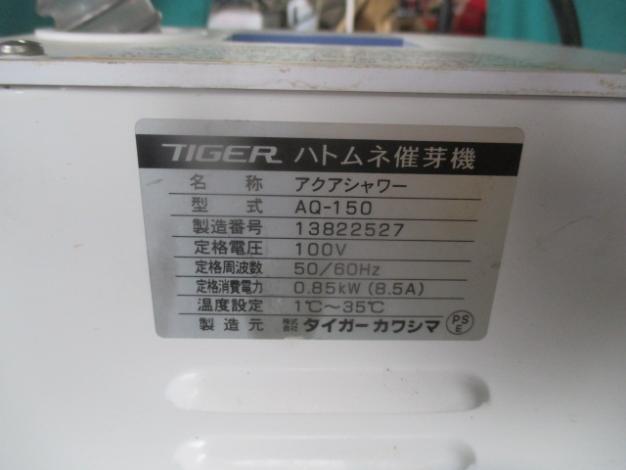 TIGER ハトムネ催芽機
名称 アクアシャワー
型式 AQ-150
製造番号 13822527
定格電圧 100V
定格周波数 50/60Hz
定格消費電力 0.85kW (8.5A)
温度設定 1℃～35℃
製造元 株式会社 タイガーカワシマ PSE